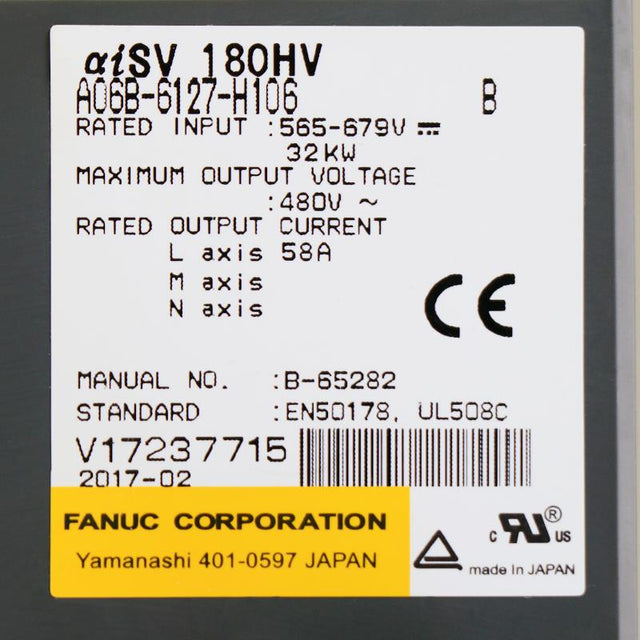 αiSV 180HV
A06B-6127-H106 B
RATED INPUT :565-679V ⎓
32KW
MAXIMUM OUTPUT VOLTAGE
:480V ~
RATED OUTPUT CURRENT
L axis 58A
M axis
N axis
CE
MANUAL NO. :B-65282
STANDARD :EN50178, UL508C
V17237715
2017-02
FANUC CORPORATION
Yamanashi 401-0597 JAPAN
c RU ® US
made In JAPAN